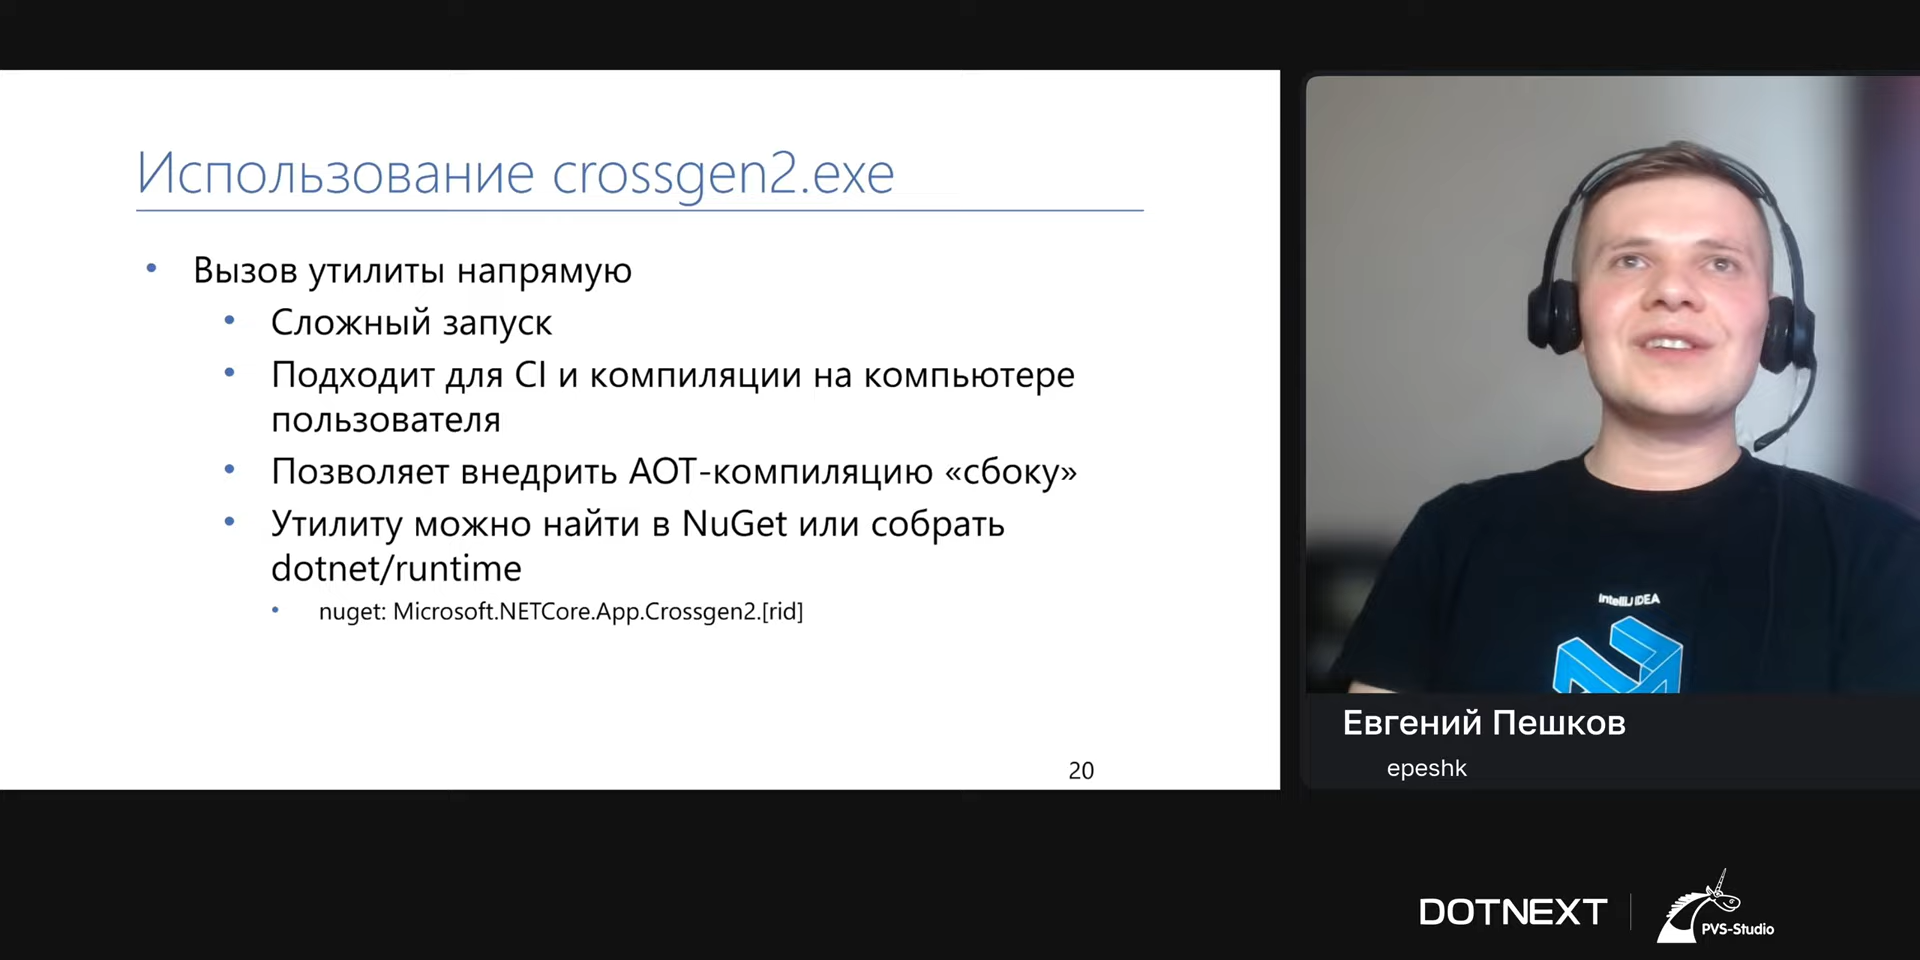 Использование crossgen2.exe
Вызов утилиты напрямую
Сложный запуск
Подходит для CI и компиляции на компьютере
пользователя
Позволяет внедрить AOT-компиляцию «сбоку»
Утилиту можно найти в NuGet или собрать
dotnet/runtime
nuget: Microsoft.NETCore.App.Crossgen2.[rid]
20
IntelliJ IDEA
Евгений Пешков
epeshk
DOTNEXT
PVS-Studio